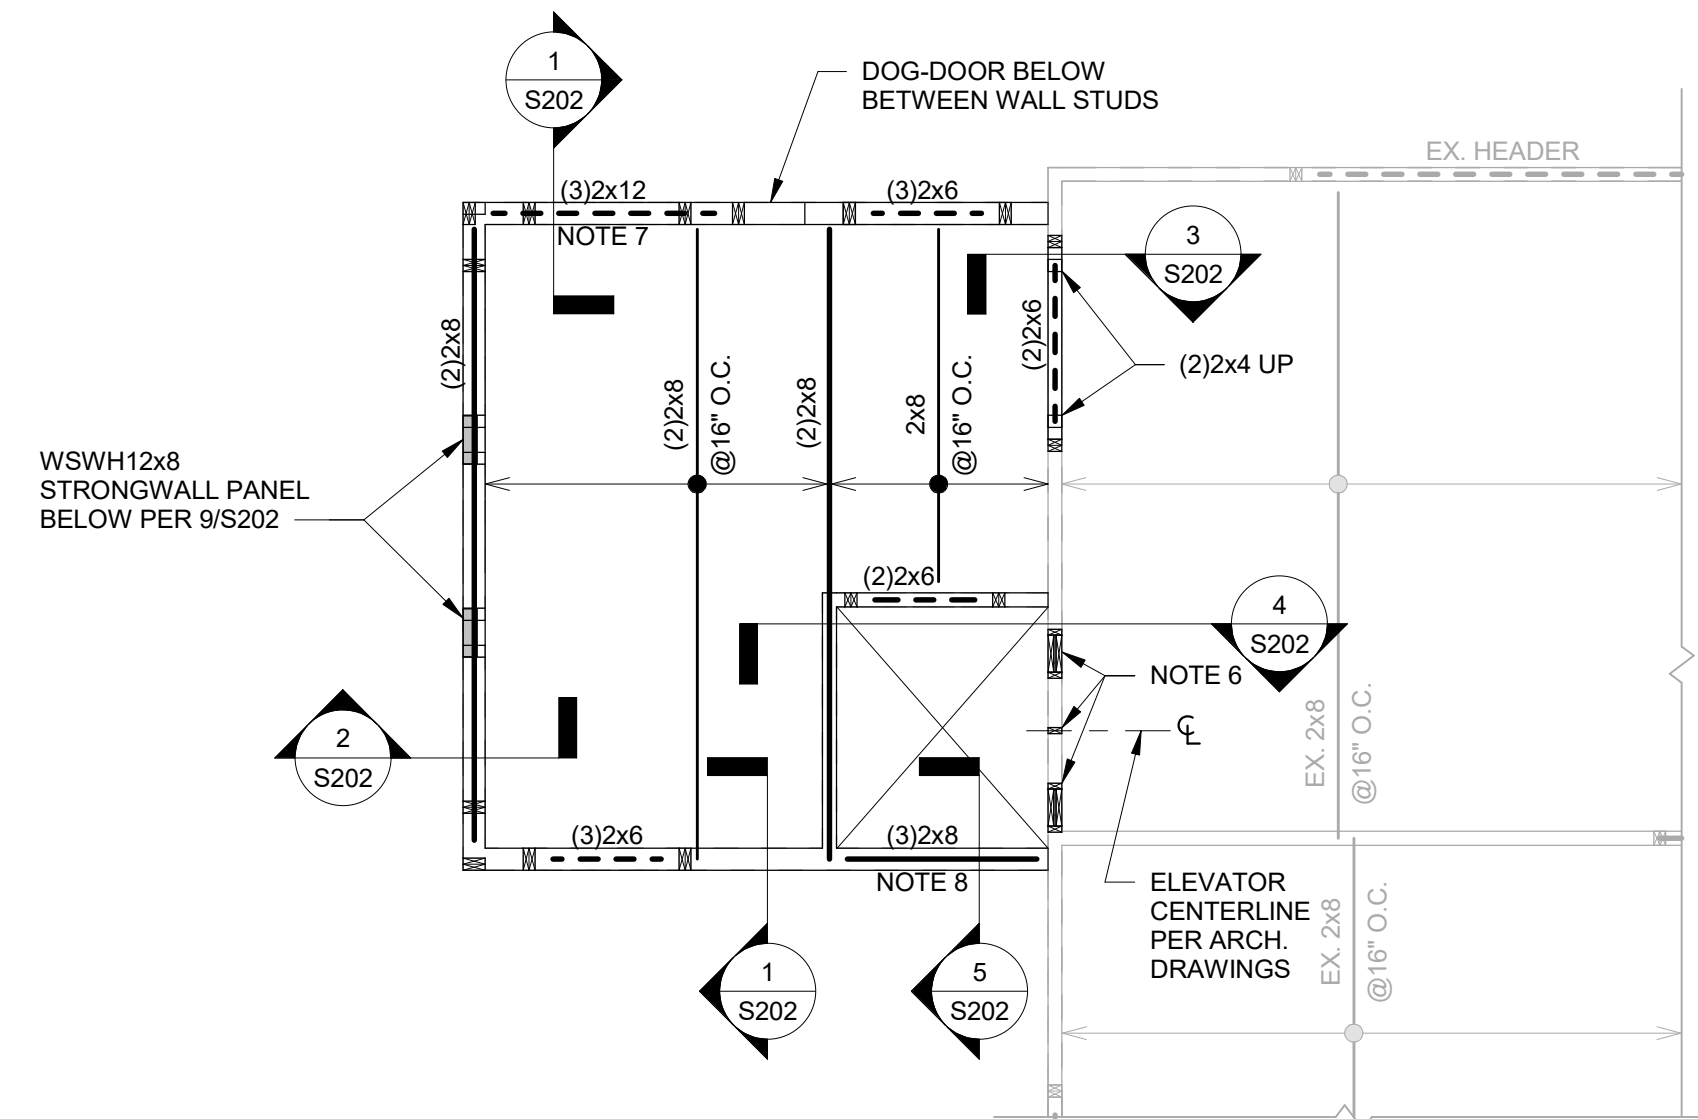 1
S202
DOG-DOOR BELOW
BETWEEN WALL STUDS
EX. HEADER
(3)2x12
NOTE 7
(3)2x6
3
S202
(2)2x8
(2)2x8
@16" O.C.
(2)2x8
2x8
@16" O.C.
(2)2x6
(2)2x4 UP
WSWH12x8
STRONGWALL PANEL
BELOW PER 9/S202
(2)2x6
4
S202
NOTE 6
℄
EX. 2x8
@16" O.C.
2
S202
(3)2x6
(3)2x8
NOTE 8
ELEVATOR
CENTERLINE
PER ARCH.
DRAWINGS
EX. 2x8
@16" O.C.
1
S202
5
S202